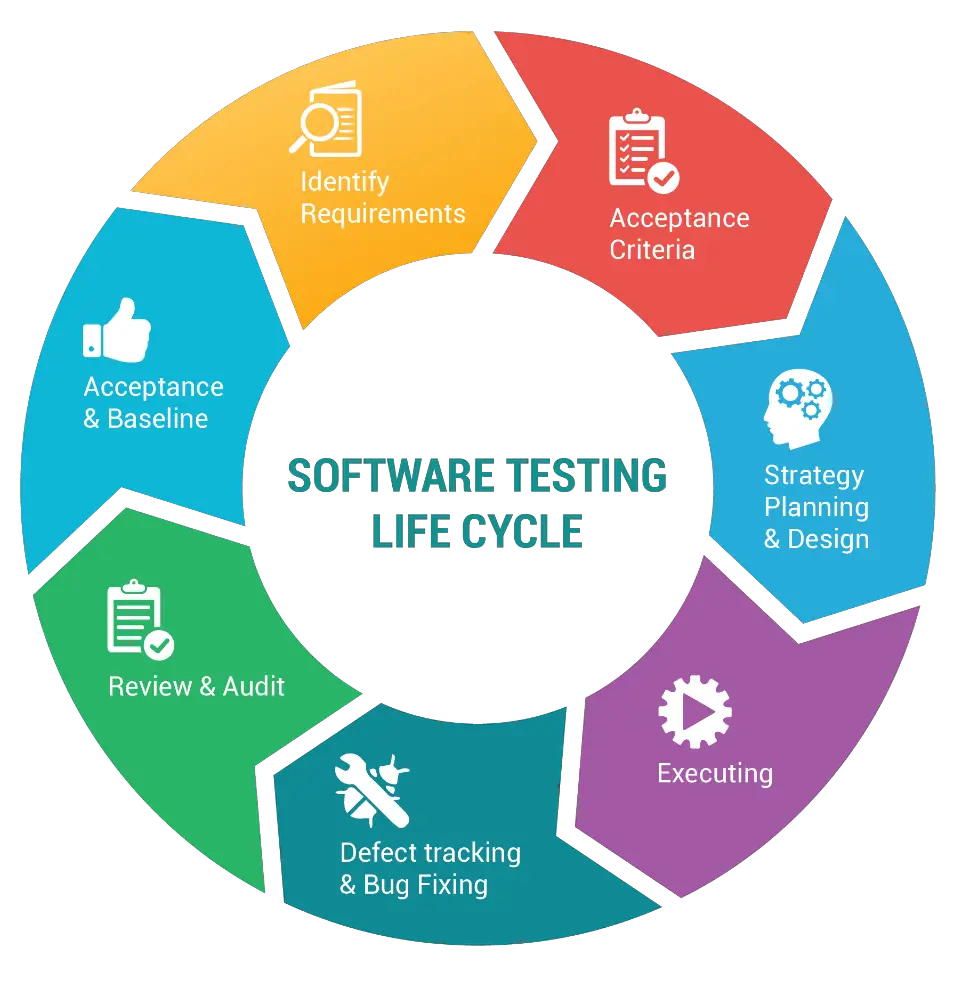 Identify
Requirements
Acceptance
Criteria
Strategy
Planning
& Design
Executing
Defect tracking
& Bug Fixing
Review & Audit
Acceptance
& Baseline
SOFTWARE TESTING
LIFE CYCLE